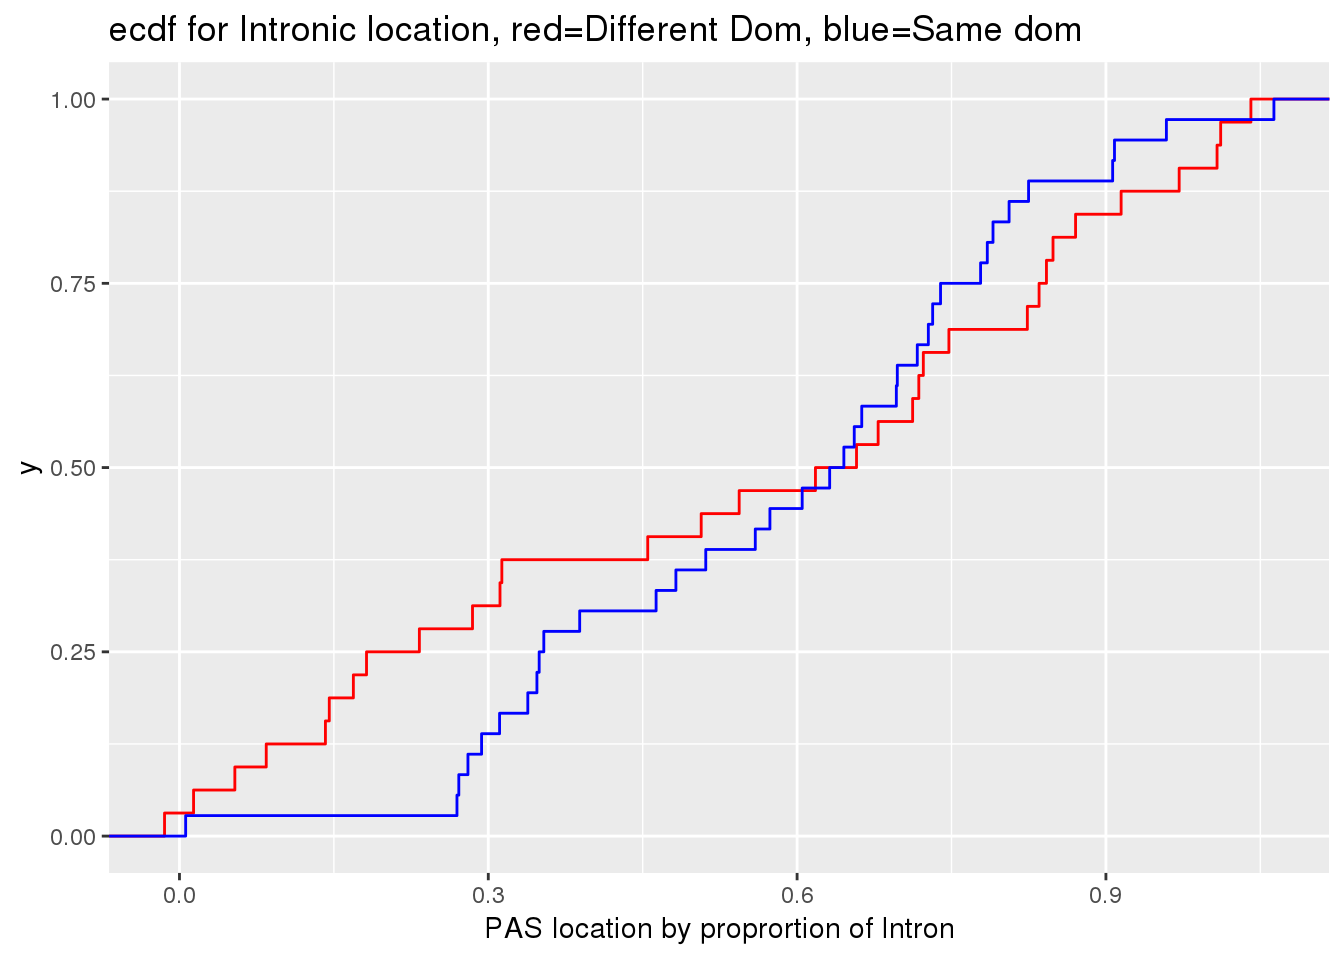 ecdf for Intronic location, red=Different Dom, blue=Same dom
1.00
0.75
y
0.50
0.25
0.00
0.0 0.3 0.6 0.9
PAS location by proprortion of Intron